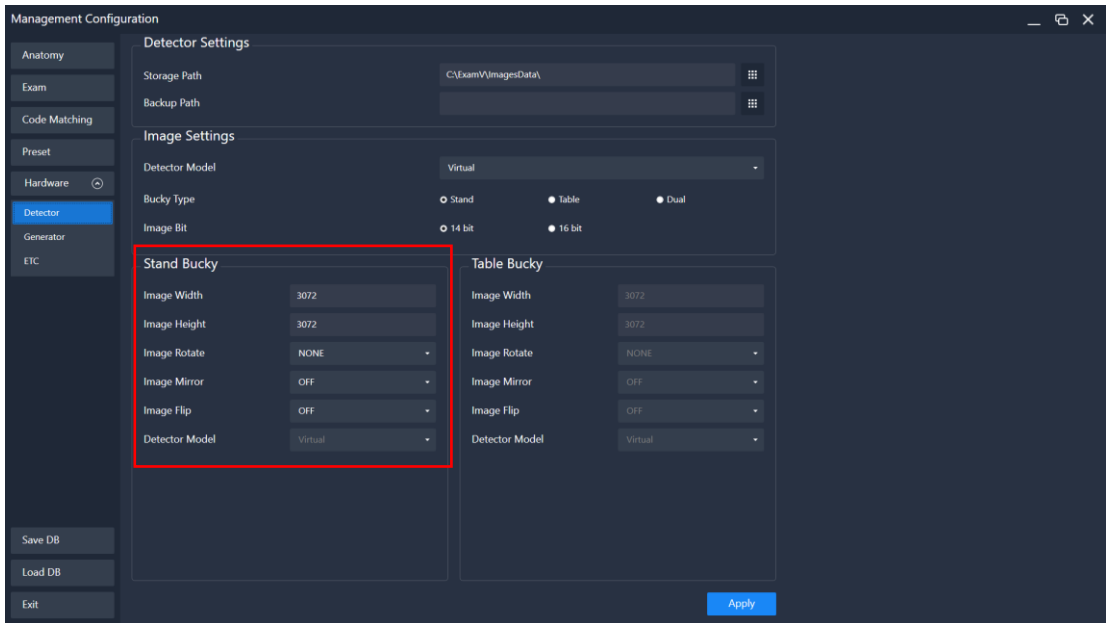 Management Configuration
Anatomy
Exam
Code Matching
Preset
Hardware
Detector
Generator
ETC
Save DB
Load DB
Exit
Detector Settings
Storage Path C:\ExamV\ImagesData\
Backup Path
Image Settings
Detector Model Virtual
Bucky Type Stand Table Dual
Image Bit 14 bit 16 bit
Stand Bucky
Image Width 3072
Image Height 3072
Image Rotate NONE
Image Mirror OFF
Image Flip OFF
Detector Model Virtual
Table Bucky
Image Width 3072
Image Height 3072
Image Rotate NONE
Image Mirror OFF
Image Flip OFF
Detector Model Virtual
Apply